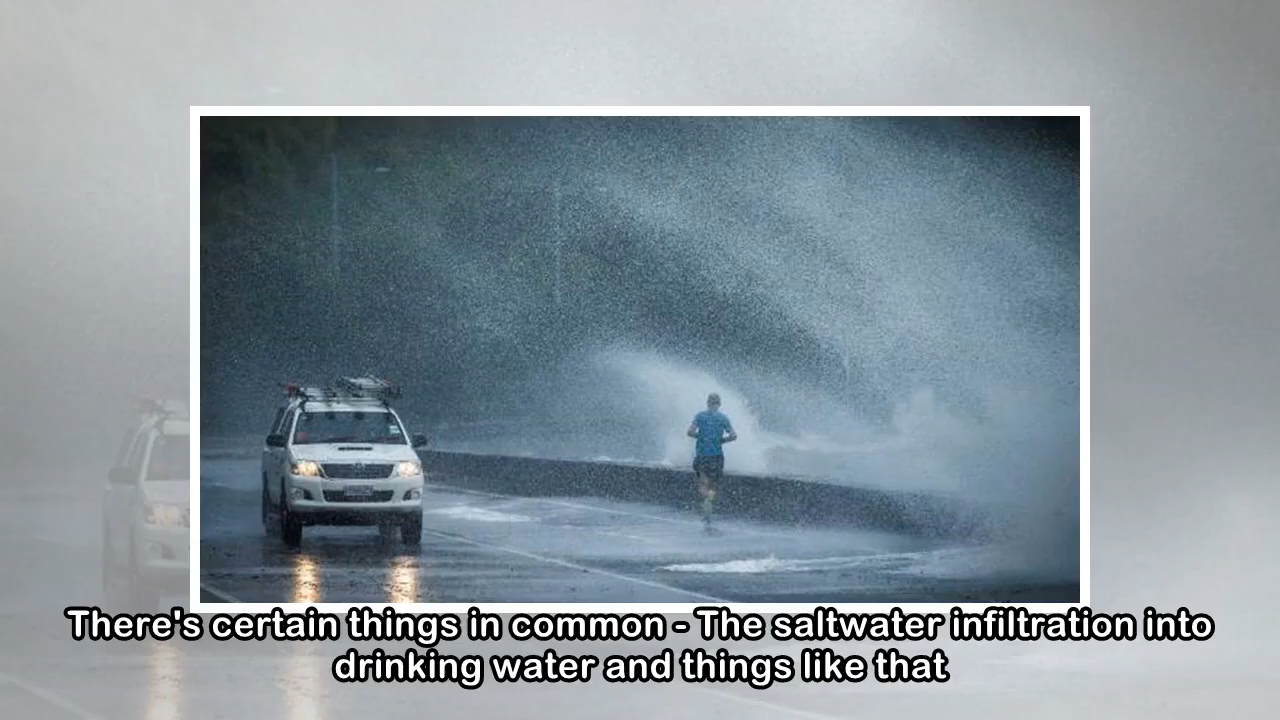 There's certain things in common - The saltwater infiltration into
drinking water and things like that